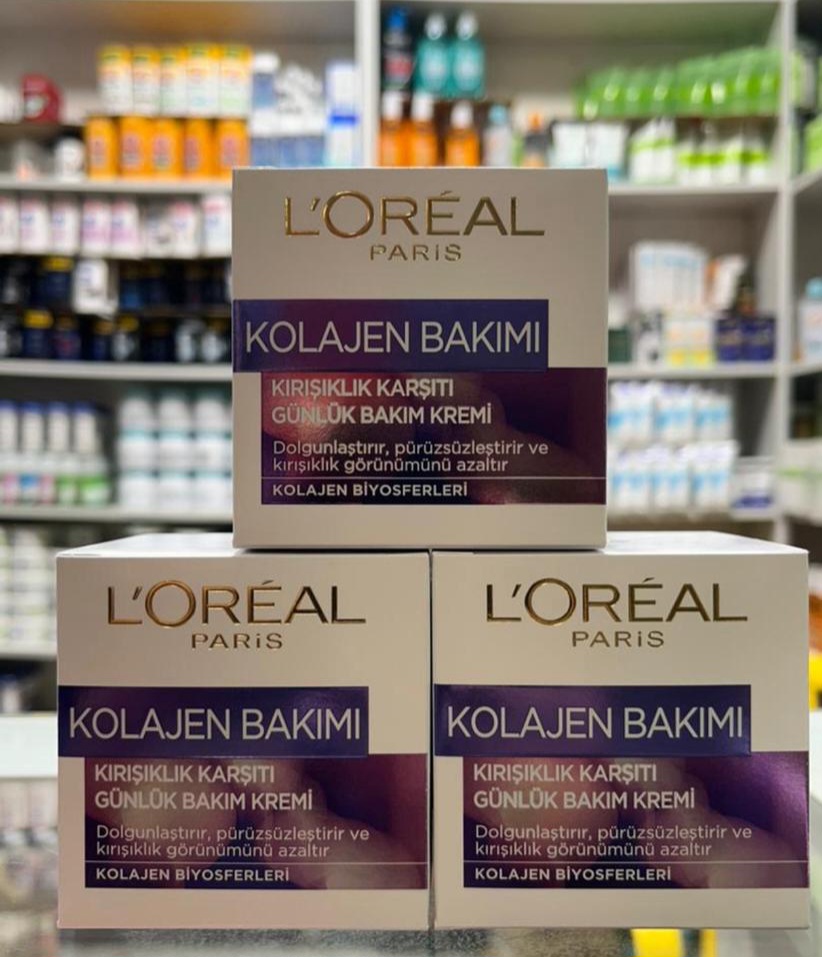 L'ORÉAL
PARiS
KOLAJEN BAKIMI
KIRIŞIKLIK KARŞITI
GÜNLÜK BAKIM KREMİ
Dolgunlaştırır, pürüzsüzleştirir ve
kırışıklık görünümünü azaltır
KOLAJEN BİYOSFERLERİ
L'ORÉAL
PARiS
KOLAJEN BAKIMI
KIRIŞIKLIK KARŞITI
GÜNLÜK BAKIM KREMİ
Dolgunlaştırır, pürüzsüzleştirir ve
kırışıklık görünümünü azaltır
KOLAJEN BİYOSFERLERİ
L'ORÉAL
PARiS
KOLAJEN BAKIMI
KIRIŞIKLIK KARŞITI
GÜNLÜK BAKIM KREMİ
Dolgunlaştırır, pürüzsüzleştirir ve
kırışıklık görünümünü azaltır
KOLAJEN BİYOSFERLERİ